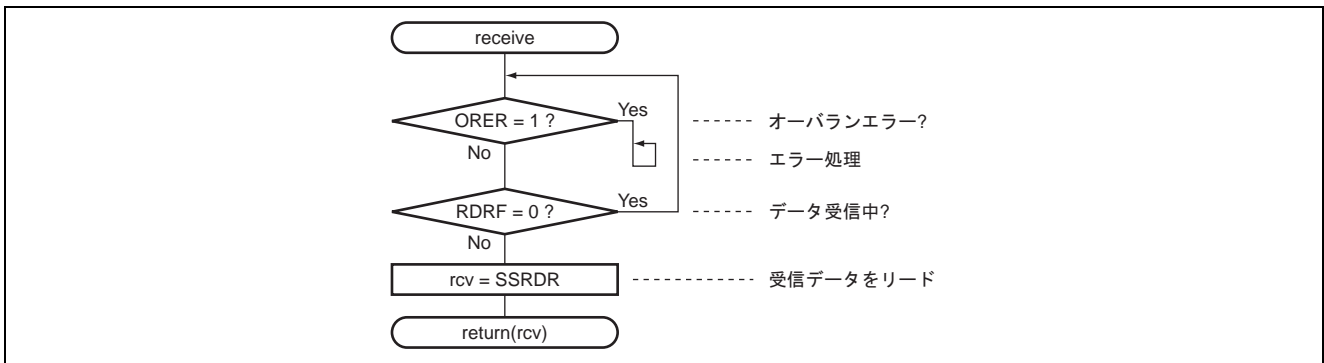 receive
ORER = 1 ?
Yes
オーバランエラー?
No
エラー処理
RDRF = 0 ?
Yes
データ受信中?
No
rcv = SSRDR
受信データをリード
return(rcv)